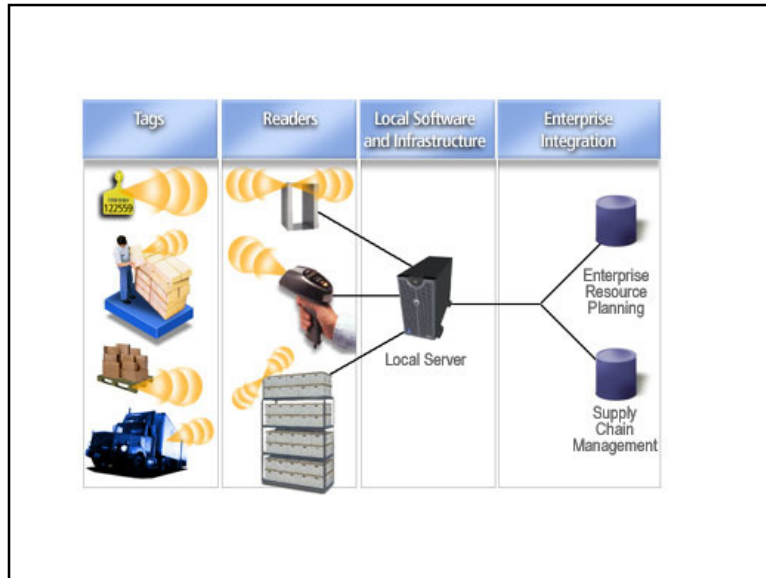 Tags
Readers
Local Software
and Infrastructure
Enterprise
Integration
122559
Local Server
Enterprise
Resource
Planning
Supply
Chain
Management